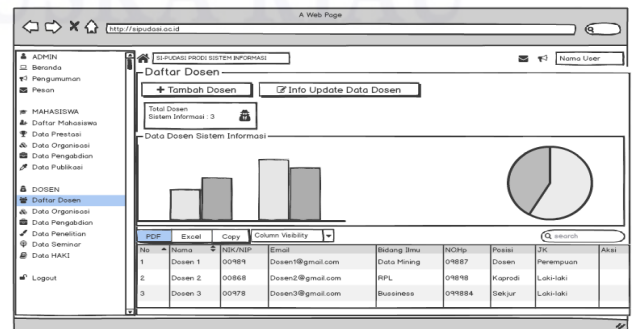 A Web Page
http://sipudasi.ac.id
ADMIN
Beranda
Pengumuman
Pesan
MAHASISWA
Daftar Mahasiswa
Data Prestasi
Data Organisasi
Data Pengabdian
Data Publikasi
DOSEN
Daftar Dosen
Data Organisasi
Data Pengabdian
Data Penelitian
Data Seminar
Data HAKI
Logout
SI-PUDASI PRODI SISTEM INFORMASI
Nama User
Daftar Dosen
+ Tambah Dosen
Info Update Data Dosen
Total Dosen
Sistem Informasi : 3
Data Dosen Sistem Informasi
PDF Excel Copy Column Visibility search
No Nama NIK/NIP Email Bidang Ilmu NOHp Posisi JK Aksi
1 Dosen 1 00989 Dosen1@gmail.com Data Mining 09887 Dosen Perempuan
2 Dosen 2 00868 Dosen2@gmail.com RPL 09898 Kaprodi Laki-laki
3 Dosen 3 00978 Dosen3@gmail.com Bussiness 099884 Sekjur Laki-laki